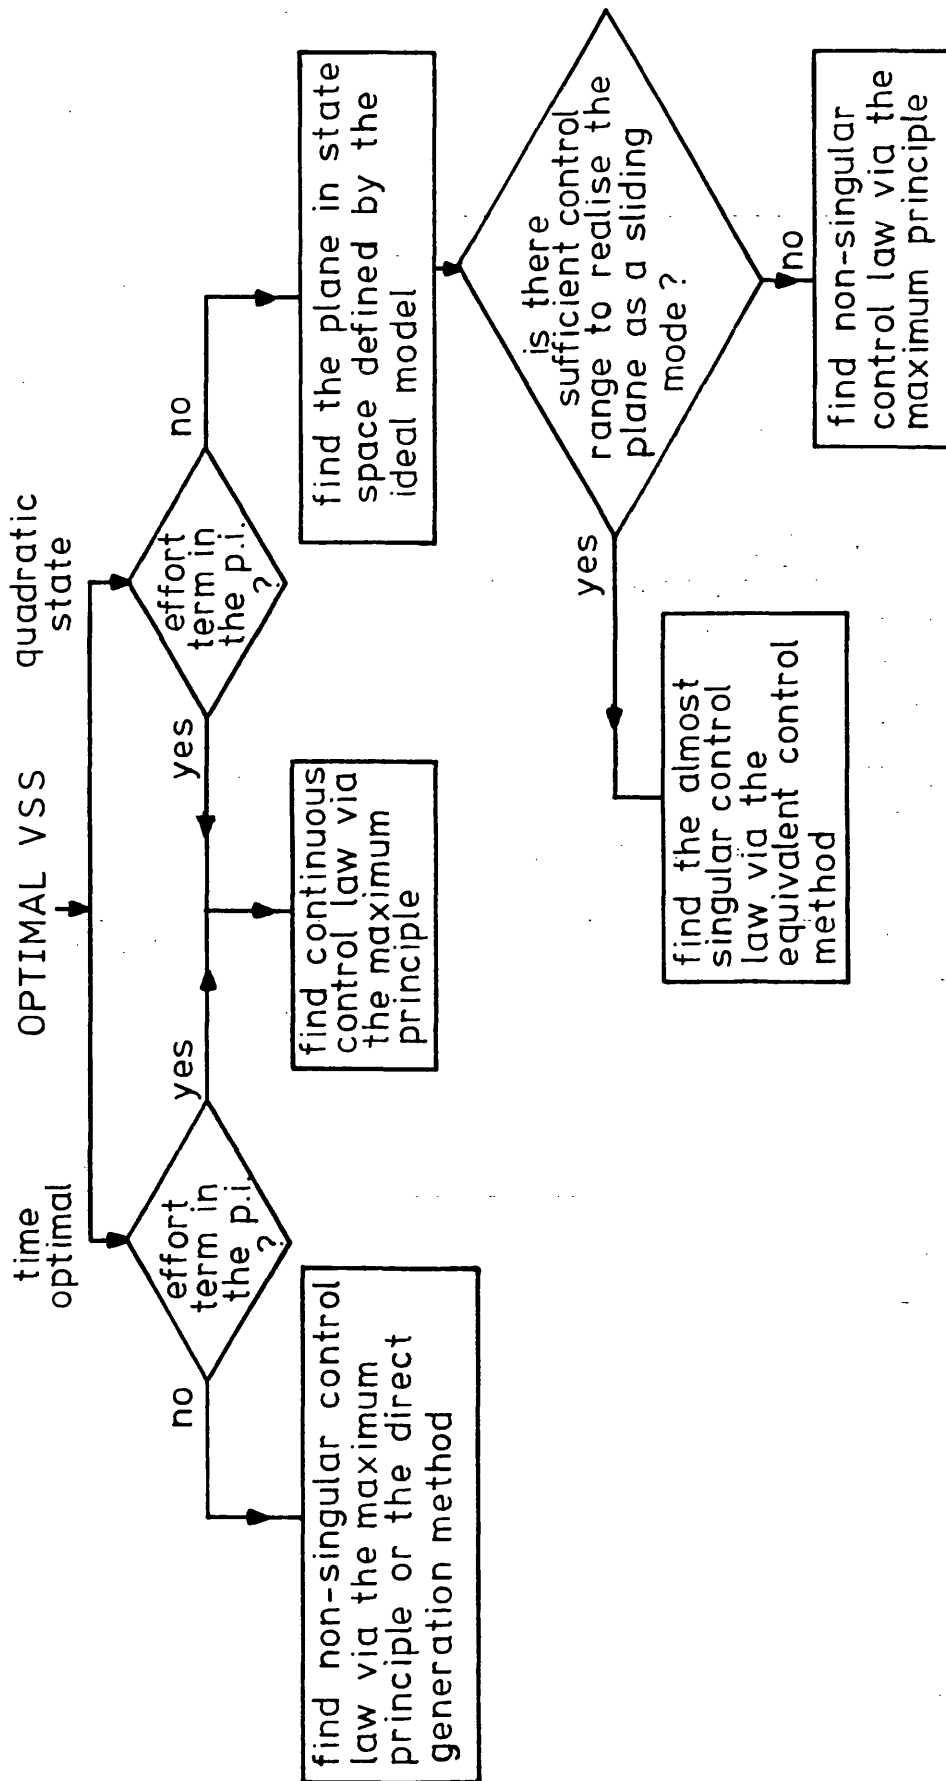 OPTIMAL VSS
time
optimal
quadratic
state
effort
term in
the p.i.
?
no
yes
effort
term in
the p.i.
?
yes
no
find non-singular control
law via the maximum
principle or the direct
generation method
find continuous
control law via
the maximum
principle
find the plane in state
space defined by the
ideal model
is there
sufficient control
range to realise the
plane as a sliding
mode ?
yes
no
find the almost
singular control
law via the
equivalent control
method
find non-singular
control law via the
maximum principle